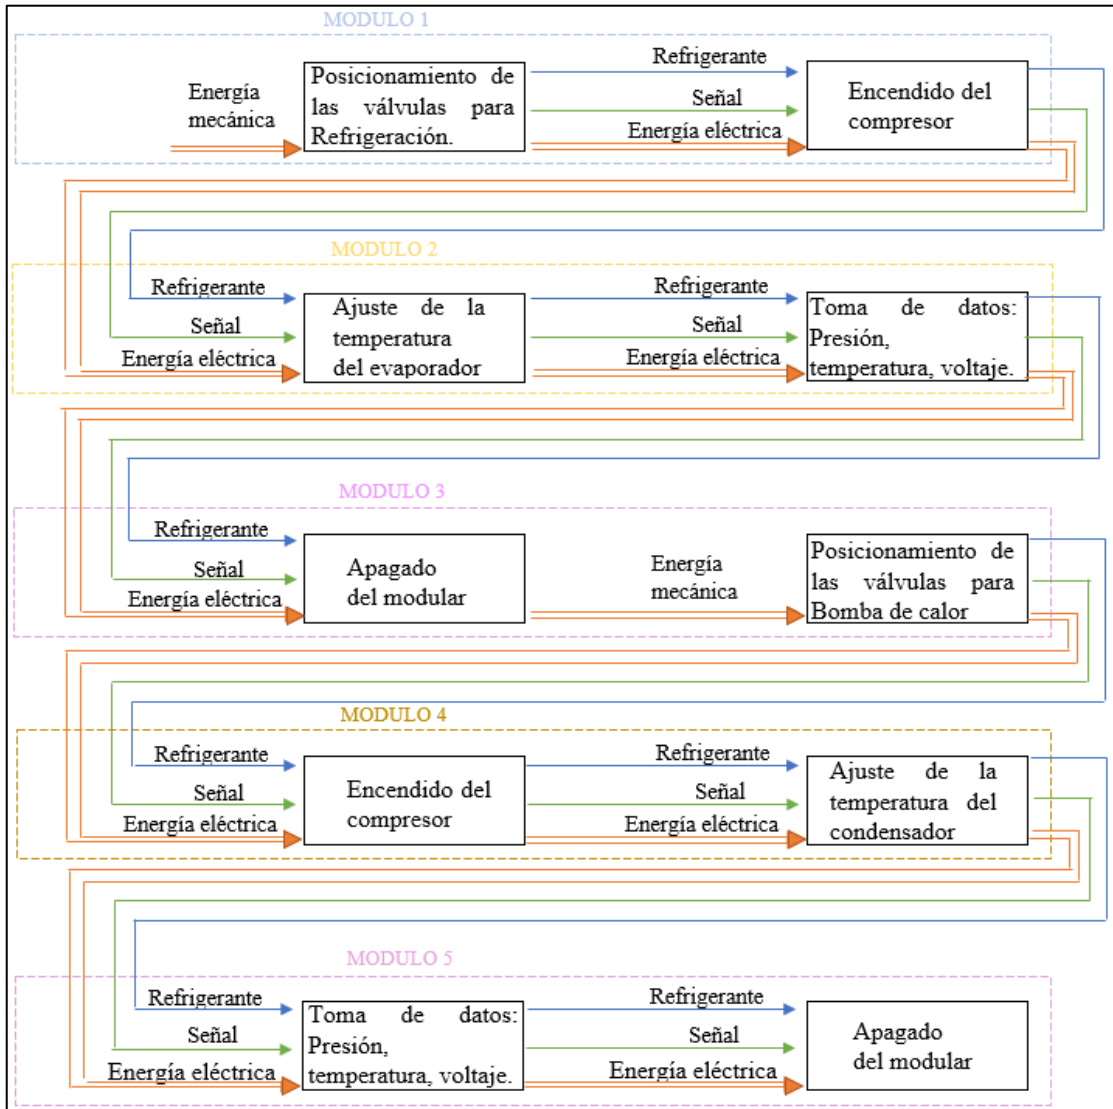 MODULO 1
Energía
mecánica
Posicionamiento de
las válvulas para
Refrigeración.
Refrigerante
Señal
Energía eléctrica
Encendido del
compresor
MODULO 2
Refrigerante
Señal
Energía eléctrica
Ajuste de la
temperatura
del evaporador
Refrigerante
Señal
Energía eléctrica
Toma de datos:
Presión,
temperatura, voltaje.
MODULO 3
Refrigerante
Señal
Energía eléctrica
Apagado
del modular
Energía
mecánica
Posicionamiento de
las válvulas para
Bomba de calor
MODULO 4
Refrigerante
Señal
Energía eléctrica
Encendido del
compresor
Refrigerante
Señal
Energía eléctrica
Ajuste de la
temperatura del
condensador
MODULO 5
Refrigerante
Señal
Energía eléctrica
Toma de datos:
Presión,
temperatura, voltaje.
Refrigerante
Señal
Energía eléctrica
Apagado
del modular